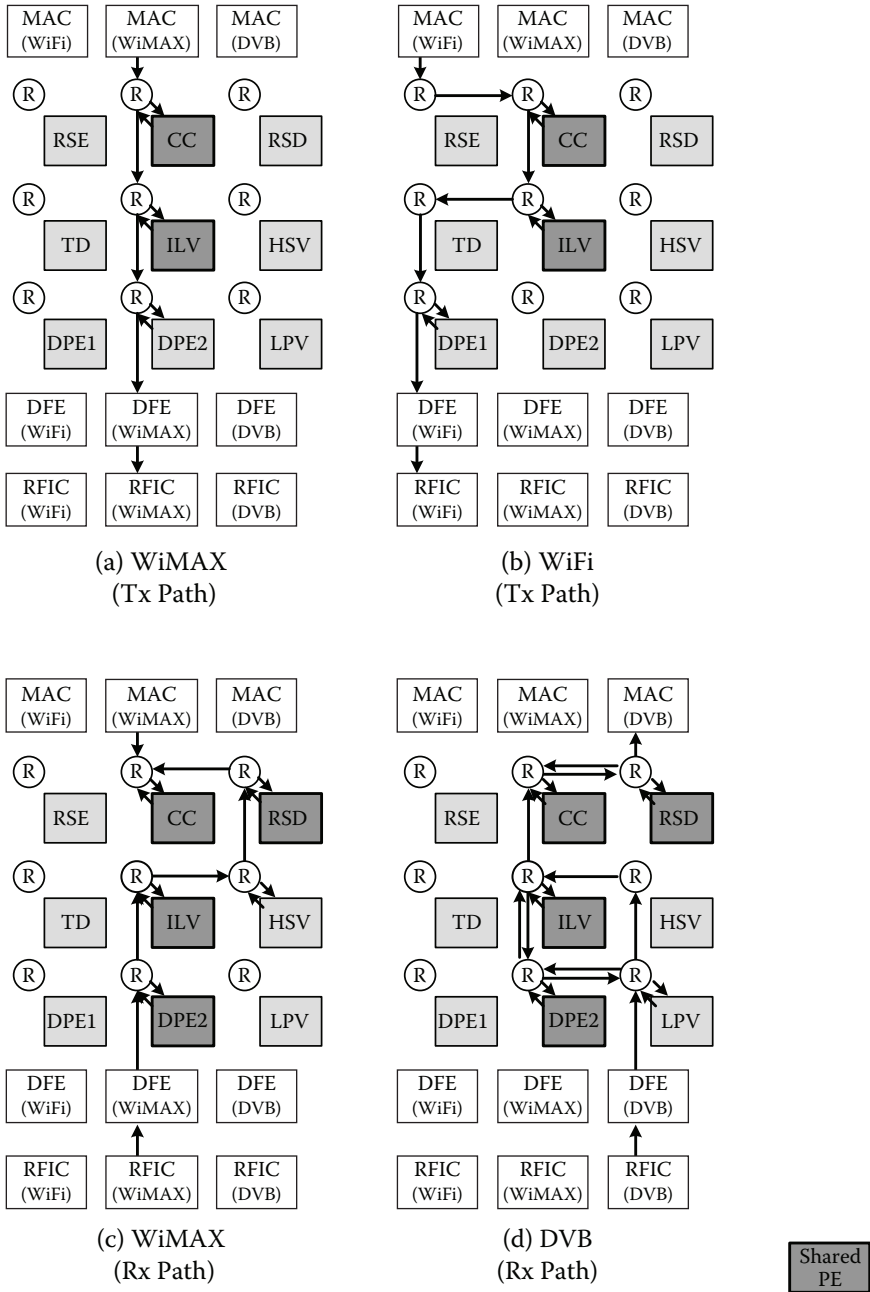 MAC MAC MAC
(WiFi) (WiMAX) (DVB)
R R R
RSE CC RSD
R R R
TD ILV HSV
R R R
DPE1 DPE2 LPV
DFE DFE DFE
(WiFi) (WiMAX) (DVB)
RFIC RFIC RFIC
(WiFi) (WiMAX) (DVB)
(a) WiMAX
(Tx Path)
MAC MAC MAC
(WiFi) (WiMAX) (DVB)
R R R
RSE CC RSD
R R R
TD ILV HSV
R R R
DPE1 DPE2 LPV
DFE DFE DFE
(WiFi) (WiMAX) (DVB)
RFIC RFIC RFIC
(WiFi) (WiMAX) (DVB)
(b) WiFi
(Tx Path)
MAC MAC MAC
(WiFi) (WiMAX) (DVB)
R R R
RSE CC RSD
R R R
TD ILV HSV
R R R
DPE1 DPE2 LPV
DFE DFE DFE
(WiFi) (WiMAX) (DVB)
RFIC RFIC RFIC
(WiFi) (WiMAX) (DVB)
(c) WiMAX
(Rx Path)
MAC MAC MAC
(WiFi) (WiMAX) (DVB)
R R R
RSE CC RSD
R R R
TD ILV HSV
R R R
DPE1 DPE2 LPV
DFE DFE DFE
(WiFi) (WiMAX) (DVB)
RFIC RFIC RFIC
(WiFi) (WiMAX) (DVB)
(d) DVB
(Rx Path)
Shared
PE